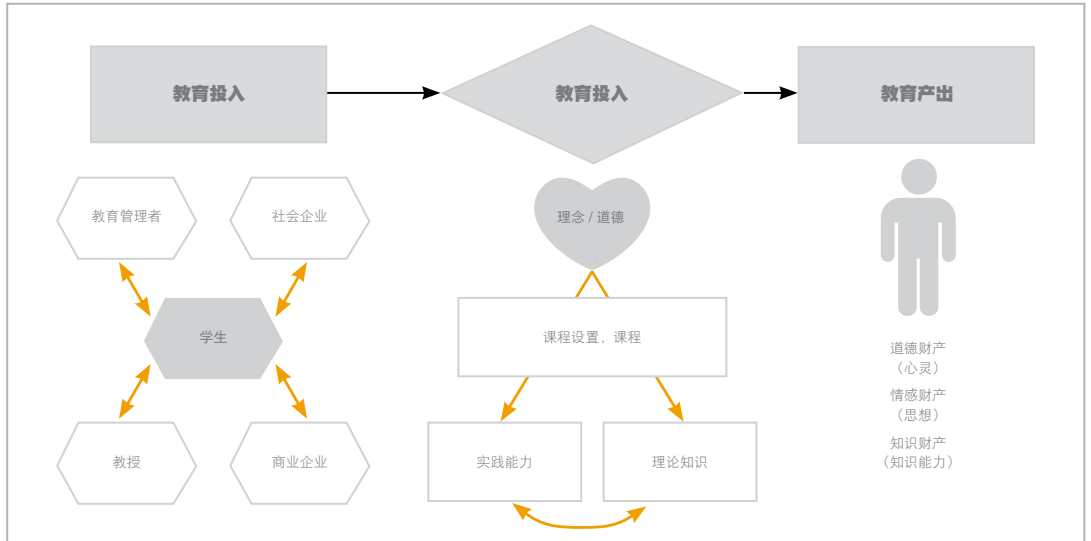 教育投入
教育投入
教育产出
教育管理者
社会企业
学生
教授
商业企业
理念 / 道德
课程设置，课程
实践能力
理论知识
道德财产
（心灵）
情感财产
（思想）
知识财产
（知识能力）